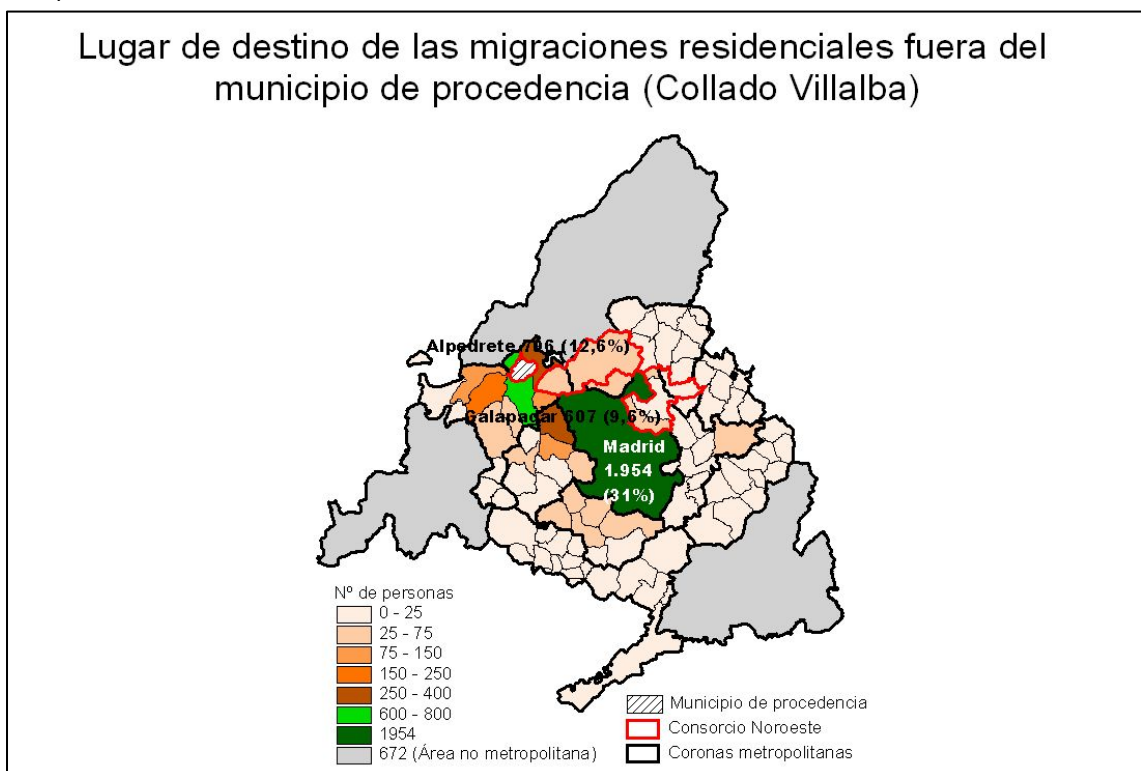 Lugar de destino de las migraciones residenciales fuera del
municipio de procedencia (Collado Villalba)
Alpedrete 796 (12,6%)
Galapagar 607 (9,6%)
Madrid
1.954
(31%)
Nº de personas
0 - 25
25 - 75
75 - 150
150 - 250
250 - 400
600 - 800
1954
672 (Área no metropolitana)
Municipio de procedencia
Consorcio Noroeste
Coronas metropolitanas